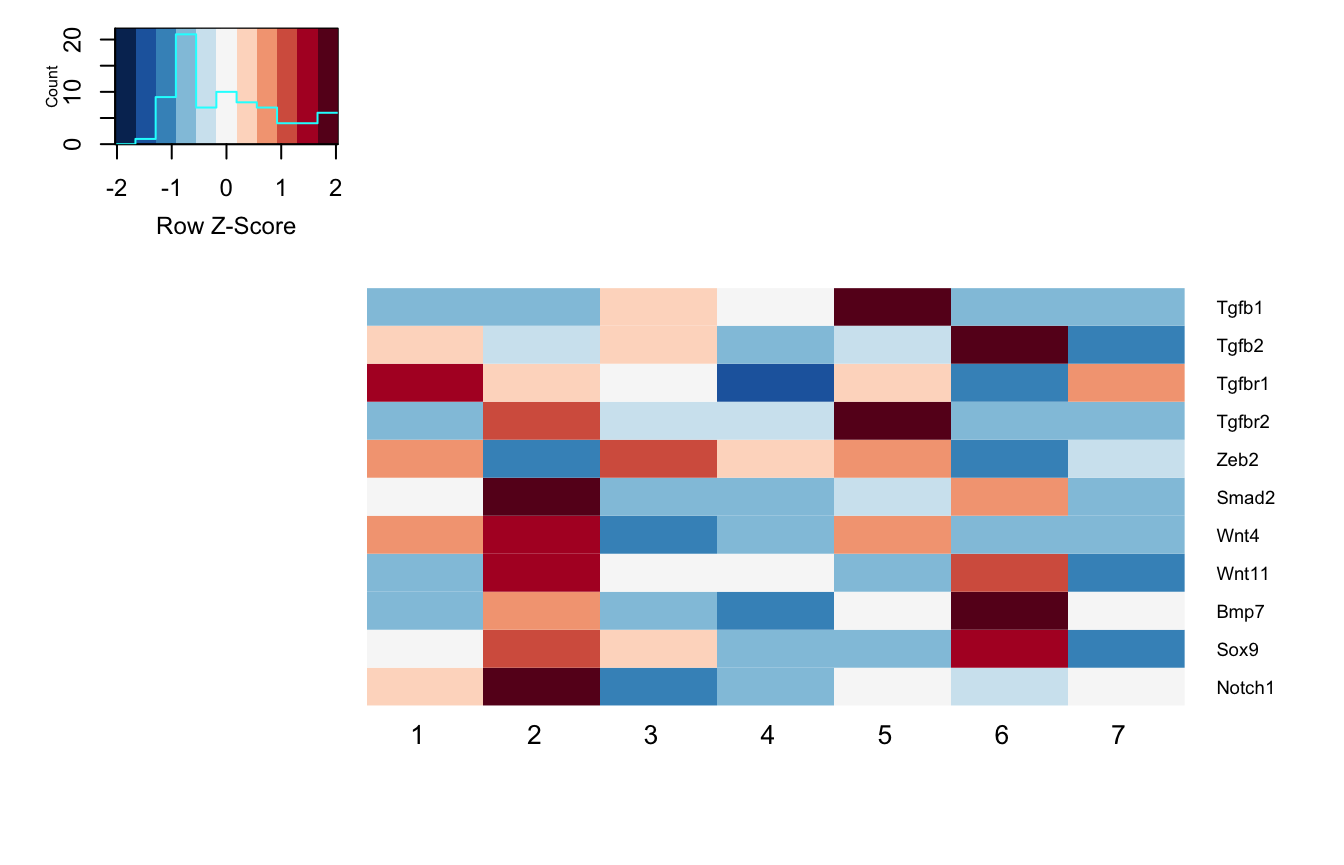 20
10
0
Count
-2 -1 0 1 2
Row Z-Score
Tgfb1
Tgfb2
Tgfbr1
Tgfbr2
Zeb2
Smad2
Wnt4
Wnt11
Bmp7
Sox9
Notch1
1 2 3 4 5 6 7